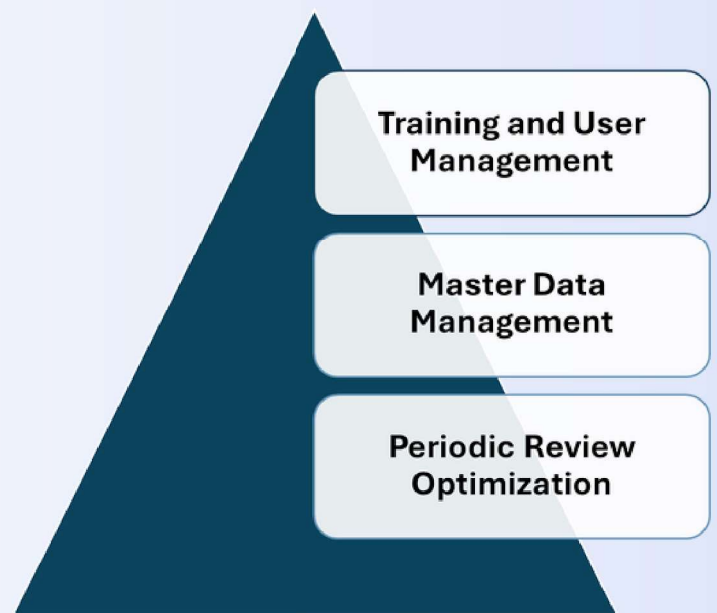 Training and User
Management
Master Data
Management
Periodic Review
Optimization